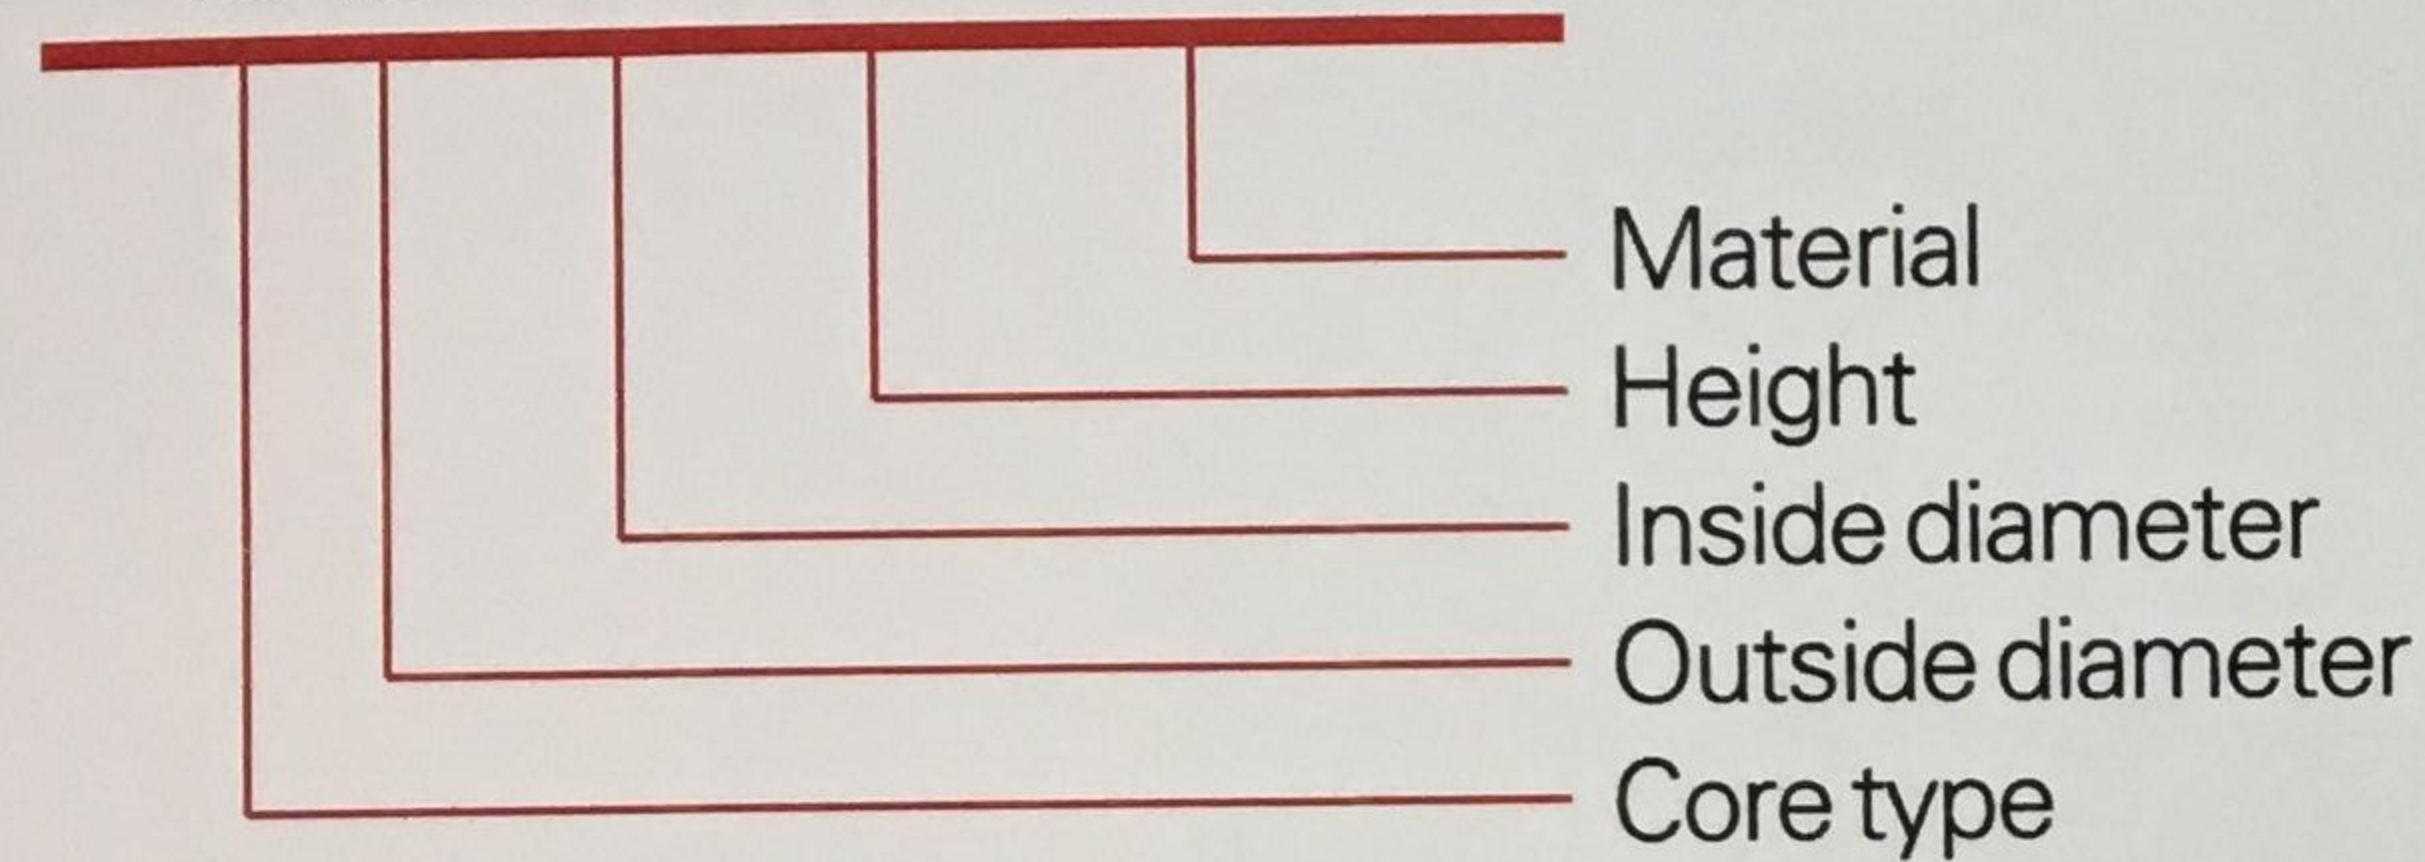 Material
Height
Inside diameter
Outside diameter
Core type